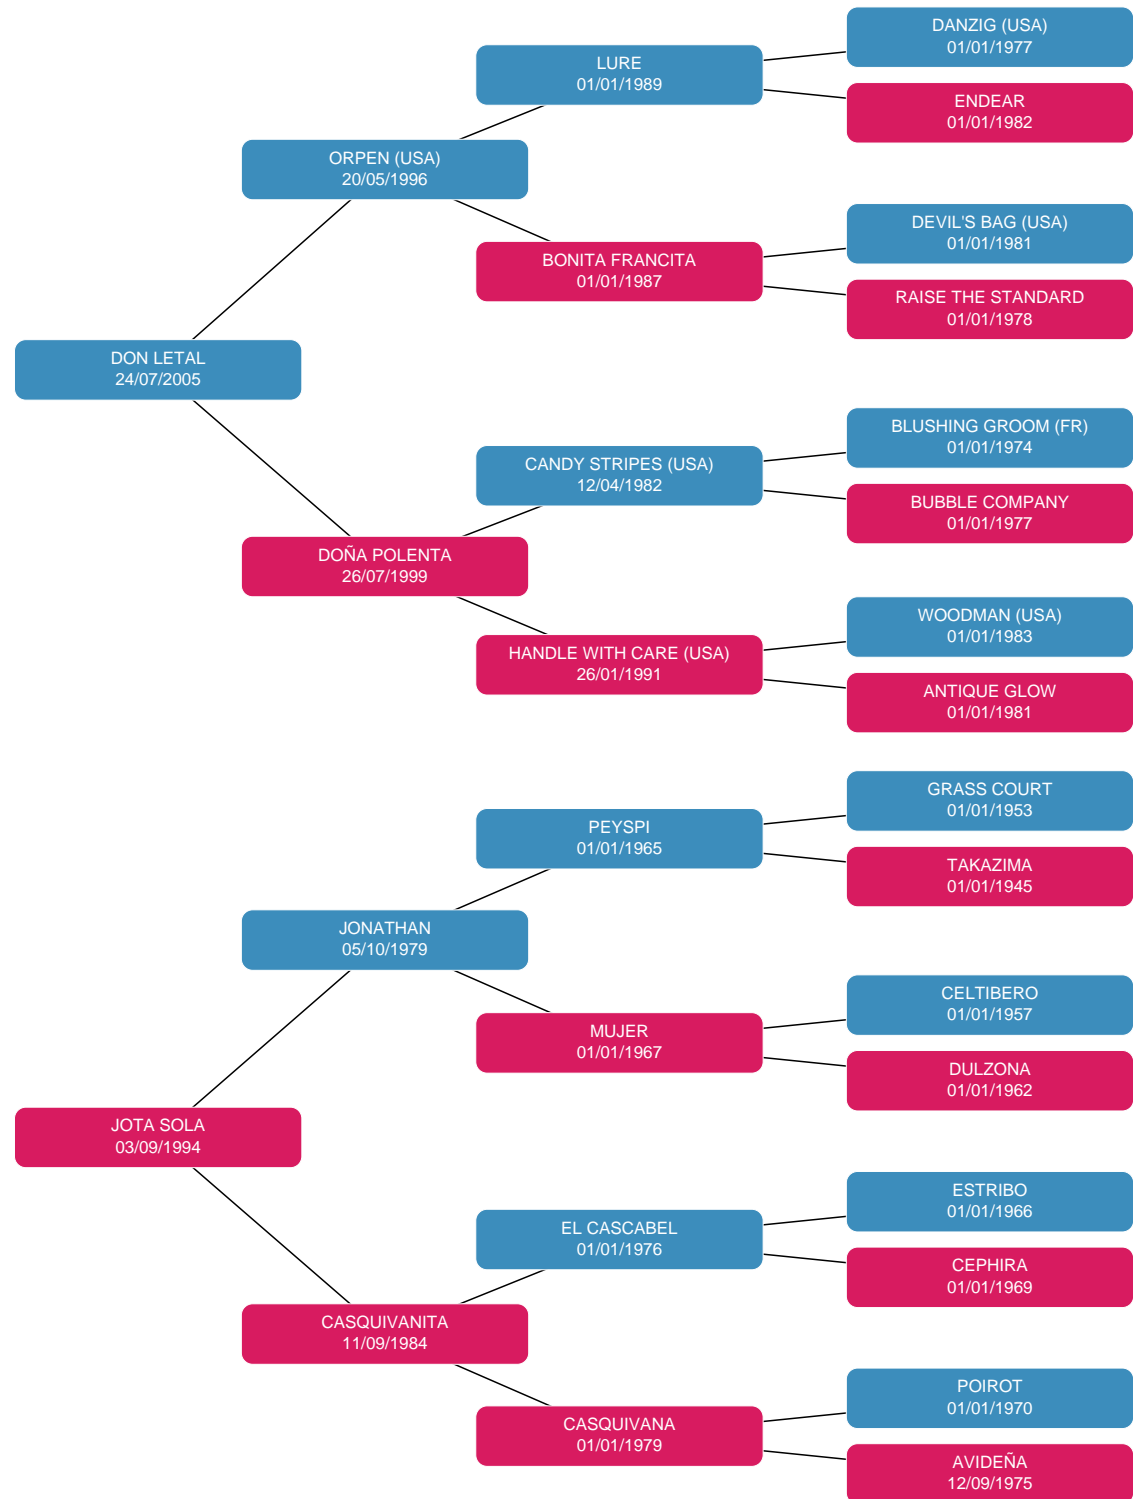 DANZIG (USA)
01/01/1977
LURE
01/01/1989
ENDEAR
01/01/1982
ORPEN (USA)
20/05/1996
DEVIL'S BAG (USA)
01/01/1981
BONITA FRANCITA
01/01/1987
RAISE THE STANDARD
01/01/1978
DON LETAL
24/07/2005
BLUSHING GROOM (FR)
01/01/1974
CANDY STRIPES (USA)
12/04/1982
BUBBLE COMPANY
01/01/1977
DOÑA POLENTA
26/07/1999
WOODMAN (USA)
01/01/1983
HANDLE WITH CARE (USA)
26/01/1991
ANTIQUE GLOW
01/01/1981
GRASS COURT
01/01/1953
PEYSPI
01/01/1965
TAKAZIMA
01/01/1945
JONATHAN
05/10/1979
CELTIBERO
01/01/1957
MUJER
01/01/1967
DULZONA
01/01/1962
JOTA SOLA
03/09/1994
ESTRIBO
01/01/1966
EL CASCABEL
01/01/1976
CEPHIRA
01/01/1969
CASQUIVANITA
11/09/1984
POIROT
01/01/1970
CASQUIVANA
01/01/1979
AVIDEÑA
12/09/1975